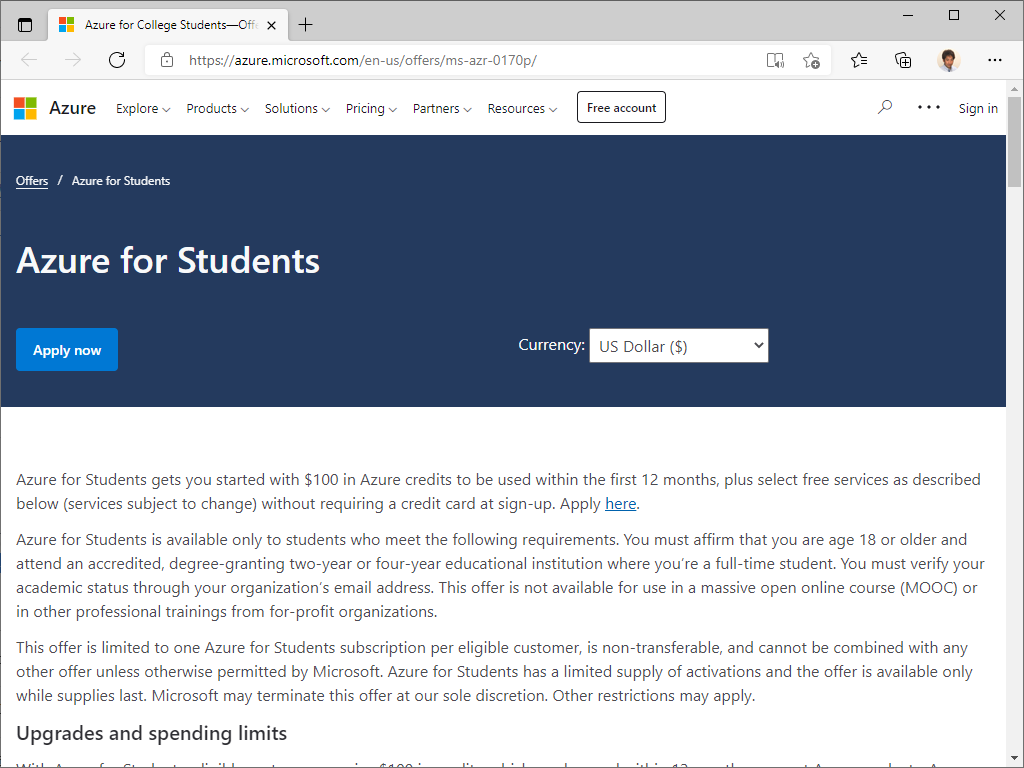 Azure for College Students—Off
https://azure.microsoft.com/en-us/offers/ms-azr-0170p/
Azure Explore Products Solutions Pricing Partners Resources Free account Sign in
Offers / Azure for Students
Azure for Students
Apply now Currency: US Dollar ($)
Azure for Students gets you started with $100 in Azure credits to be used within the first 12 months, plus select free services as described
below (services subject to change) without requiring a credit card at sign-up. Apply here.
Azure for Students is available only to students who meet the following requirements. You must affirm that you are age 18 or older and
attend an accredited, degree-granting two-year or four-year educational institution where you're a full-time student. You must verify your
academic status through your organization's email address. This offer is not available for use in a massive open online course (MOOC) or
in other professional trainings from for-profit organizations.
This offer is limited to one Azure for Students subscription per eligible customer, is non-transferable, and cannot be combined with any
other offer unless otherwise permitted by Microsoft. Azure for Students has a limited supply of activations and the offer is available only
while supplies last. Microsoft may terminate this offer at our sole discretion. Other restrictions may apply.
Upgrades and spending limits